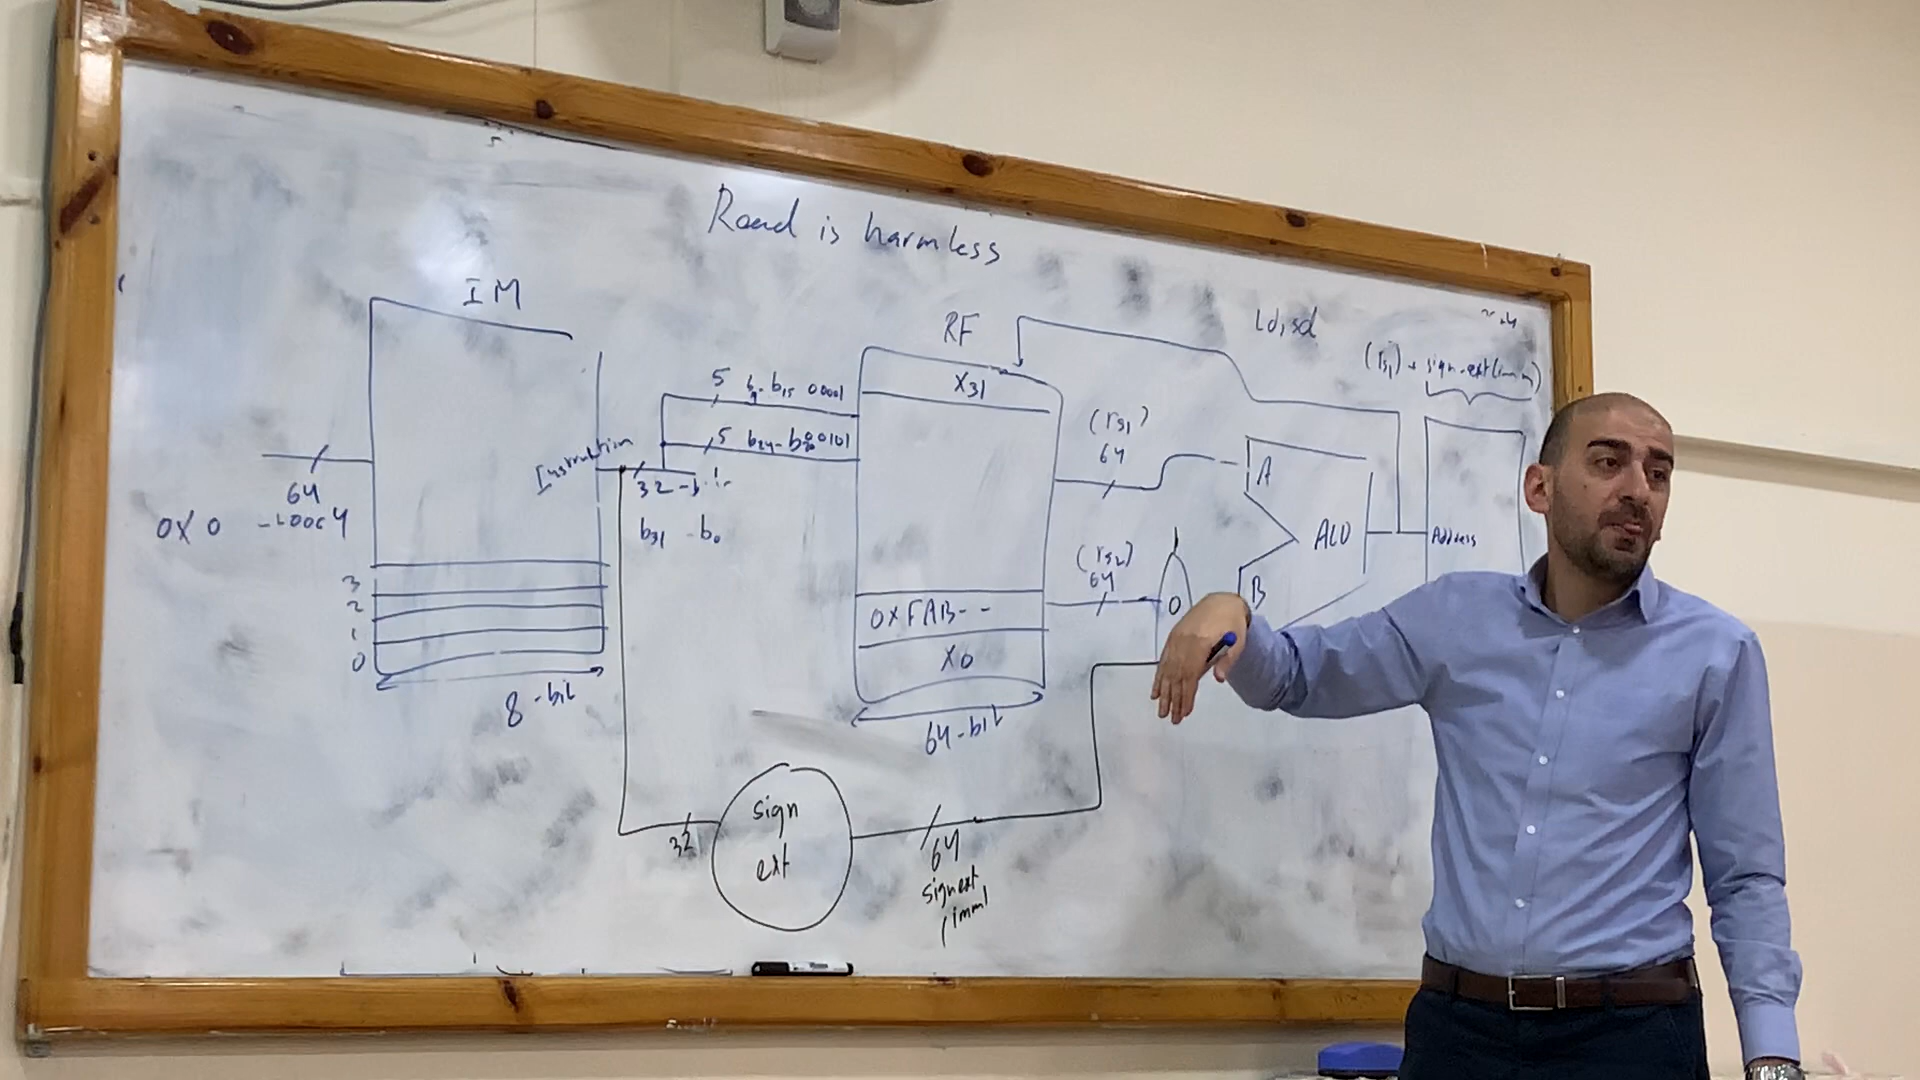 Read is harmless
IM
RF
Ld, sd
(rs1) + sign-ext(imm)
X31
5 b19-b15 00001
5 b24-b20 00101
Instruction
32-bit
b31 - b0
64
0x0
3
2
1
0
8-bit
(rs1)
64
(rs2)
64
A
B
ALU
Address
0
0xFAB--
X0
64-bit
sign
ext
32
64
signext
(imm)